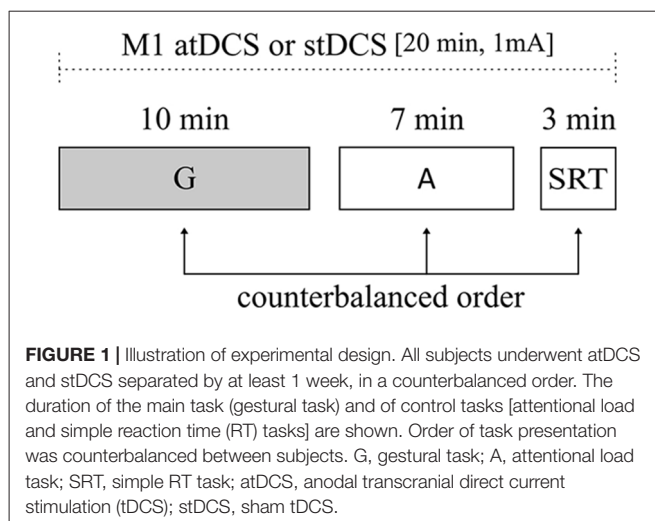 M1 atDCS or stDCS [20 min, 1mA]
10 min 7 min 3 min
G A SRT
counterbalanced order
FIGURE 1 | Illustration of experimental design. All subjects underwent atDCS
and stDCS separated by at least 1 week, in a counterbalanced order. The
duration of the main task (gestural task) and of control tasks [attentional load
and simple reaction time (RT) tasks] are shown. Order of task presentation
was counterbalanced between subjects. G, gestural task; A, attentional load
task; SRT, simple RT task; atDCS, anodal transcranial direct current
stimulation (tDCS); stDCS, sham tDCS.